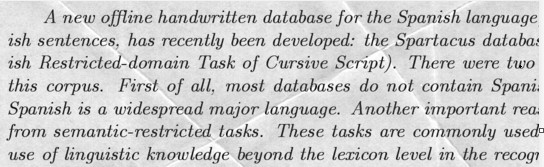 A new offline handwritten database for the Spanish language
ish sentences, has recently been developed: the Spartacus databas
ish Restricted-domain Task of Cursive Script). There were two
this corpus. First of all, most databases do not contain Spani
Spanish is a widespread major language. Another important rea
from semantic-restricted tasks. These tasks are commonly used
use of linguistic knowledge beyond the lexicon level in the recog